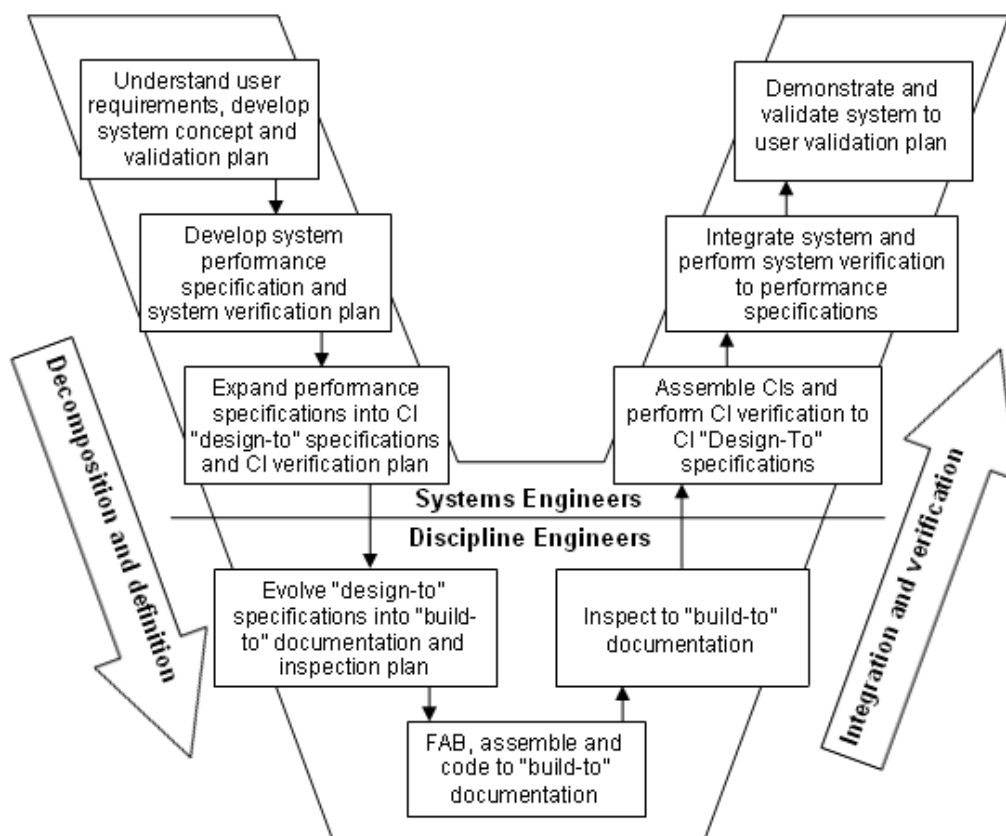 Understand user
requirements, develop
system concept and
validation plan
Develop system
performance
specification and
system verification plan
Expand performance
specifications into CI
"design-to" specifications
and CI verification plan
Systems Engineers
Discipline Engineers
Evolve "design-to"
specifications into "build-
to" documentation and
inspection plan
FAB, assemble and
code to "build-to"
documentation
Inspect to "build-to"
documentation
Assemble CIs and
perform CI verification to
CI "Design-To"
specifications
Integrate system and
perform system verification
to performance
specifications
Demonstrate and
validate system to
user validation plan
Decomposition and definition
Integration and verification